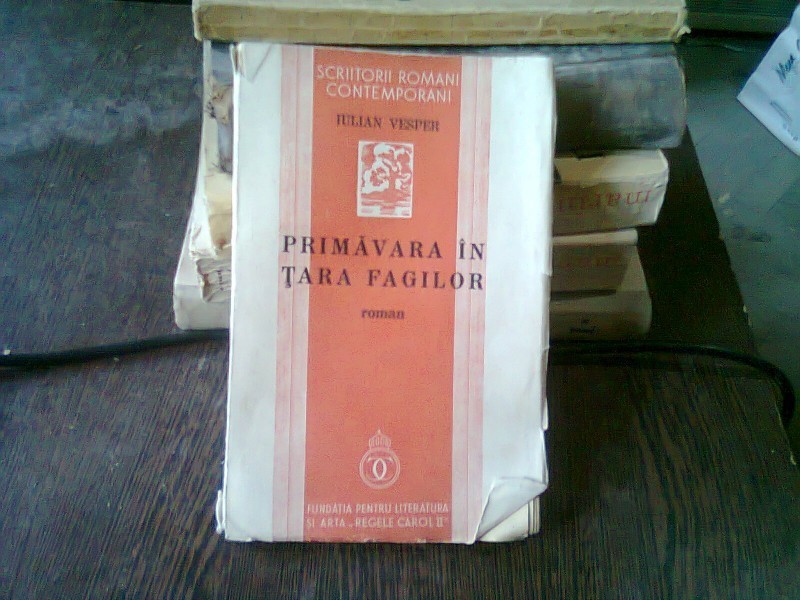 SCRIITORII ROMANI
CONTEMPORANI
IULIAN VESPER
PRIMĂVARA ÎN
ȚARA FAGILOR
roman
FUNDAȚIA PENTRU LITERATURA
ȘI ARTA „REGELE CAROL II"